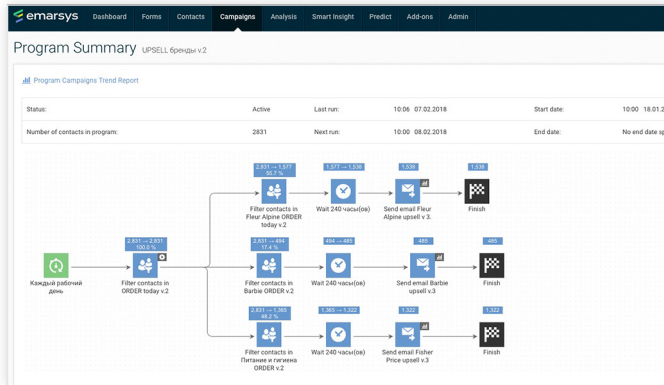 emarsys Dashboard Forms Contacts Campaigns Analysis Smart Insight Predict Add-ons Admin
Program Summary UPSELL бренды v.2
Program Campaigns Trend Report
Status: Active Last run: 10:06 07.02.2018 Start date: 10:00 18.01.2
Number of contacts in program: 2831 Next run: 10:00 08.02.2018 End date: No end date sp
2,831 → 1,577 1,577 → 1,538 1,538 1,538
55.7 %
Filter contacts in Wait 240 часы(ов) Send email Fleur Finish
Fleur Alpine ORDER Alpine upsell v 3.
today v.2
2,831 → 2,831 2,831 → 494 494 → 485 485 485
100.0 % 17.4 %
Каждый рабочий Filter contacts in Filter contacts in Wait 240 часы(ов) Send email Barbie Finish
день ORDER today v.2 Barbie ORDER v.2 upsell v.3
2,831 → 1,365 1,365 → 1,322 1,322 1,322
48.2 %
Filter contacts in Wait 240 часы(ов) Send email Fisher Finish
Питание и гигиена Price upsell v.3
ORDER v.2